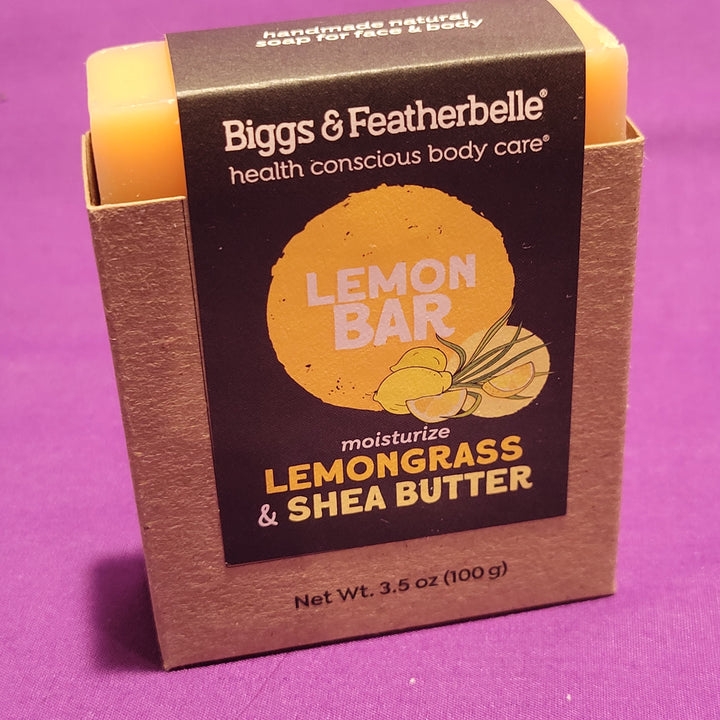 handmade natural
soap for face & body
Biggs & Featherbelle®
health conscious body care®
LEMON
BAR
moisturize
LEMONGRASS
& SHEA BUTTER
Net Wt. 3.5 oz (100 g)